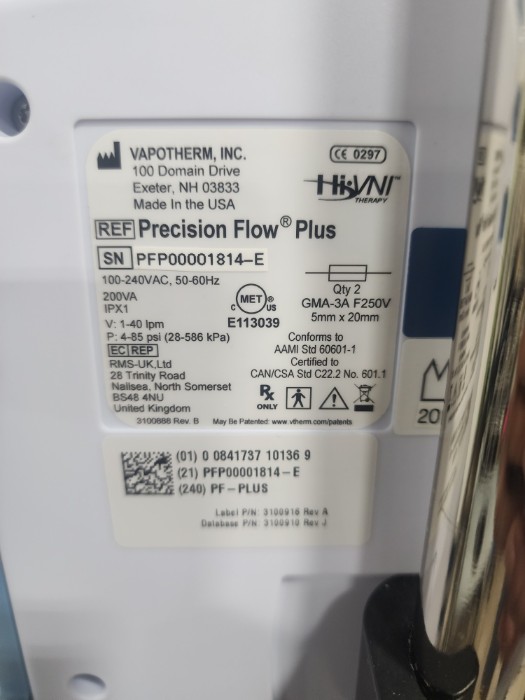 VAPOTHERM, INC.
100 Domain Drive
Exeter, NH 03833
Made In the USA
CE 0297
Hi-VNI™
THERAPY
REF Precision Flow® Plus
SN PFP00001814-E
100-240VAC, 50-60Hz
200VA
IPX1
V: 1-40 lpm
P: 4-85 psi (28-586 kPa)
c MET ® US
E113039
Qty 2
GMA-3A F250V
5mm x 20mm
Conforms to
AAMI Std 60601-1
Certified to
CAN/CSA Std C22.2 No. 601.1
EC REP
RMS-UK,Ltd
28 Trinity Road
Nailsea, North Somerset
BS48 4NU
United Kingdom
Rx
ONLY
3100886 Rev. B
May Be Patented: www.vtherm.com/patents
20
(01) 0 0841737 10136 9
(21) PFP00001814-E
(240) PF-PLUS
Label P/N: 3100916 Rev A
Database P/N: 3100910 Rev J